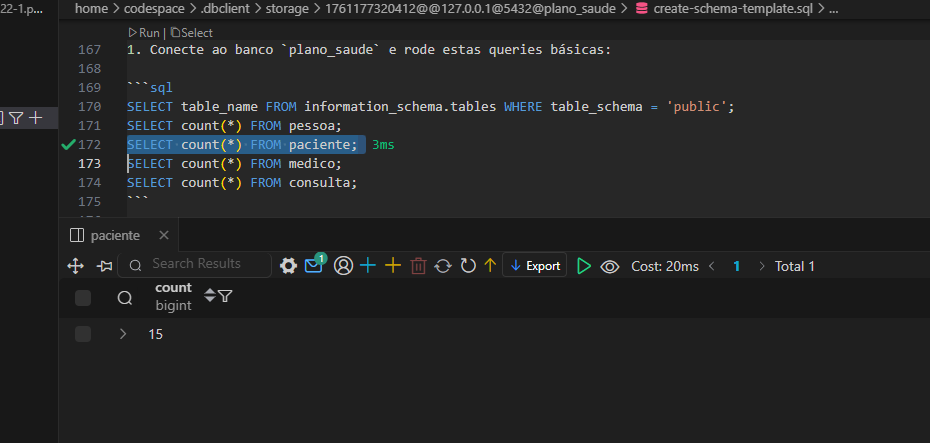 22-1.p...
home > codespace > .dbclient > storage > 1761177320412@@127.0.0.1@5432@plano_saude > create-schema-template.sql > ...
Run | Select
167 1. Conecte ao banco `plano_saude` e rode estas queries básicas:
168
169 ```sql
170 SELECT table_name FROM information_schema.tables WHERE table_schema = 'public';
171 SELECT count(*) FROM pessoa;
172 SELECT count(*) FROM paciente; 3ms
173 SELECT count(*) FROM medico;
174 SELECT count(*) FROM consulta;
175 ```
paciente
Search Results 1 Export Cost: 20ms < 1 > Total 1
count
bigint
15